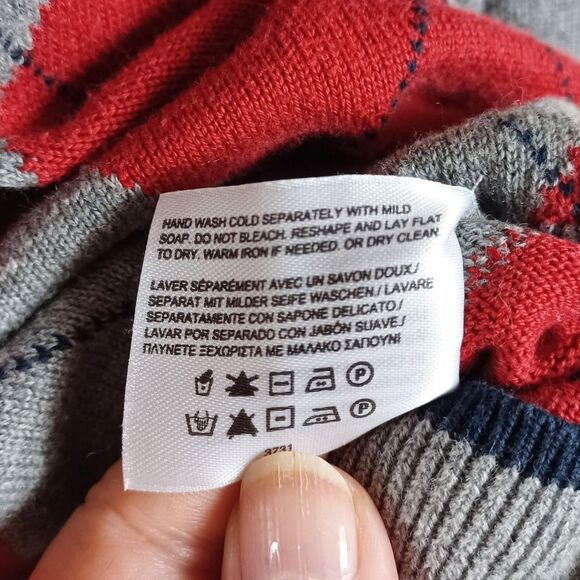 HAND WASH COLD SEPARATELY WITH MILD
SOAP. DO NOT BLEACH. RESHAPE AND LAY FLAT
TO DRY. WARM IRON IF NEEDED. OR DRY CLEAN
LAVER SÉPARÉMENT AVEC UN SAVON DOUX/
SEPARAT MIT MILDER SEIFE WASCHEN/ LAVARE
SEPARATAMENTE CON SAPONE DELICATO/
LAVAR POR SEPARADO CON JABÓN SUAVE/
ΠΛΥΝΕΤΕ ΞΕΧΩΡΙΣΤΑ ΜΕ ΜΑΛΑΚΟ ΣΑΠΟΥΝΙ
P
P
3731